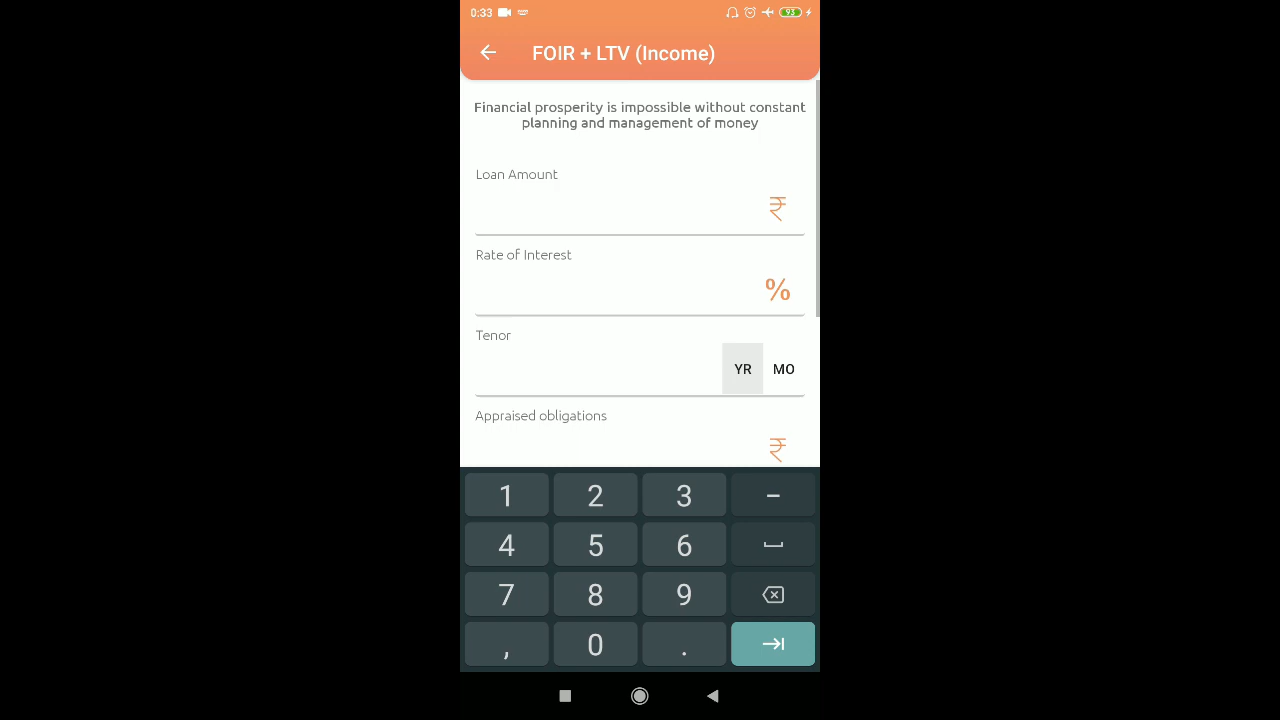 0:33
93
FOIR + LTV (Income)
Financial prosperity is impossible without constant
planning and management of money
Loan Amount
₹
Rate of Interest
%
Tenor
YR MO
Appraised obligations
₹
1 2 3 –
4 5 6
7 8 9
, 0 .